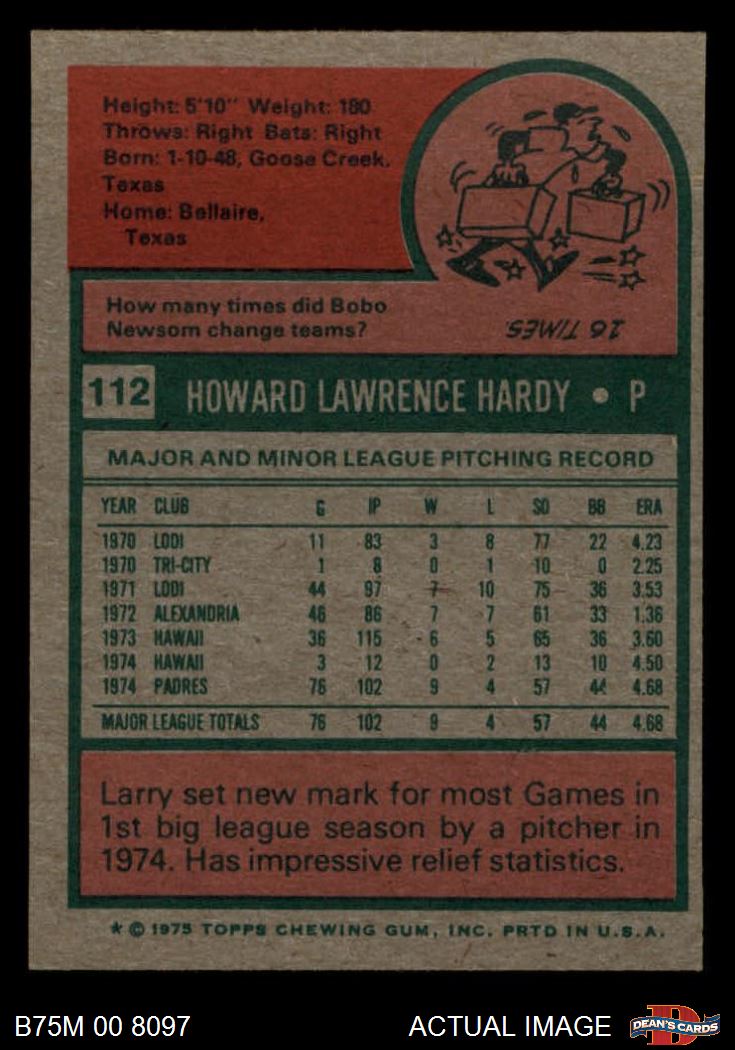 Height: 5'10" Weight: 180
Throws: Right Bats: Right
Born: 1-10-48, Goose Creek,
Texas
Home: Bellaire,
Texas
How many times did Bobo
Newsom change teams?
16 TIMES.
112 HOWARD LAWRENCE HARDY • P
MAJOR AND MINOR LEAGUE PITCHING RECORD
YEAR CLUB G IP W L SO BB ERA
1970 LODI 11 83 3 8 77 22 4.23
1970 TRI-CITY 1 8 0 1 10 0 2.25
1971 LODI 44 97 7 10 75 36 3.53
1972 ALEXANDRIA 46 86 7 7 61 33 1.36
1973 HAWAII 36 115 6 5 65 36 3.60
1974 HAWAII 3 12 0 2 13 10 4.50
1974 PADRES 76 102 9 4 57 44 4.68
MAJOR LEAGUE TOTALS 76 102 9 4 57 44 4.68
Larry set new mark for most Games in
1st big league season by a pitcher in
1974. Has impressive relief statistics.
★ © 1975 TOPPS CHEWING GUM, INC. PRTD IN U.S.A.
B75M 00 8097 ACTUAL IMAGE
DEAN'S CARDS